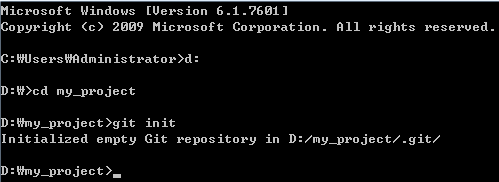 Microsoft Windows [Version 6.1.7601]
Copyright (c) 2009 Microsoft Corporation. All rights reserved.
C:₩Users₩Administrator>d:
D:₩>cd my_project
D:₩my_project>git init
Initialized empty Git repository in D:/my_project/.git/
D:₩my_project>_